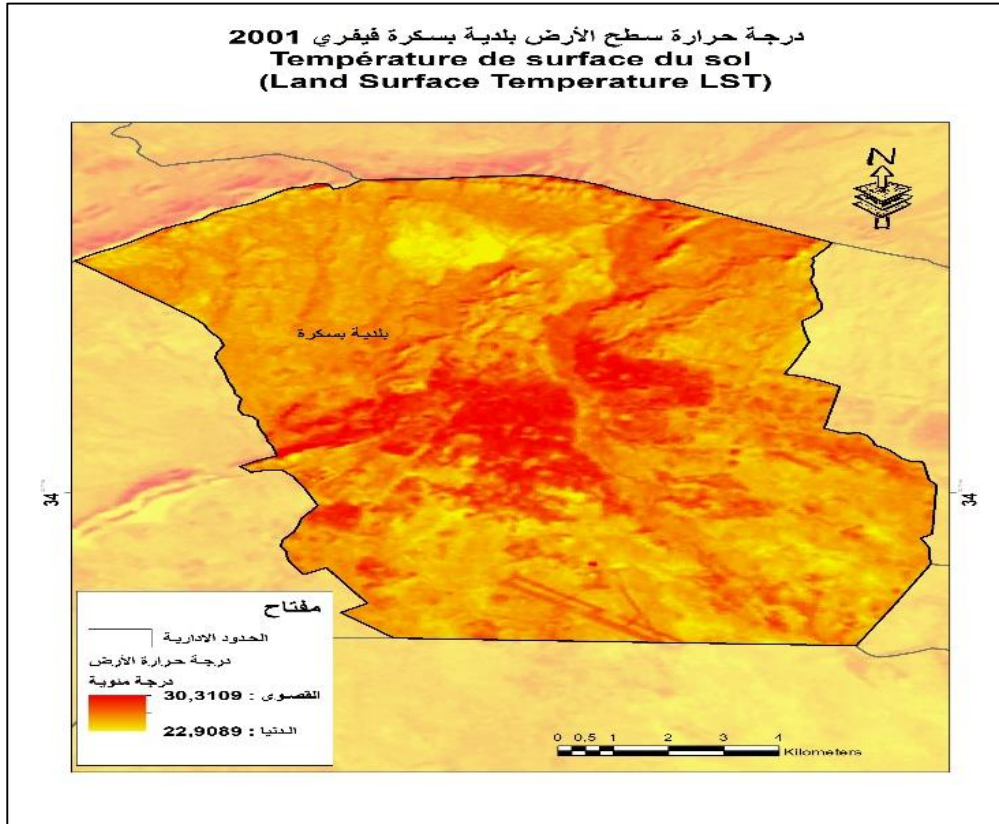 درجة حرارة سطح الأرض بلدية بسكرة فيفري 2001
Température de surface du sol
(Land Surface Temperature LST)
N
بلدية بسكرة
34
34
مفتاح
الحدود الادارية
درجة حرارة الأرض
درجة مئوية
القصوى : 30,3109
الدنيا : 22,9089
0 0,5 1 2 3 4
Kilometers